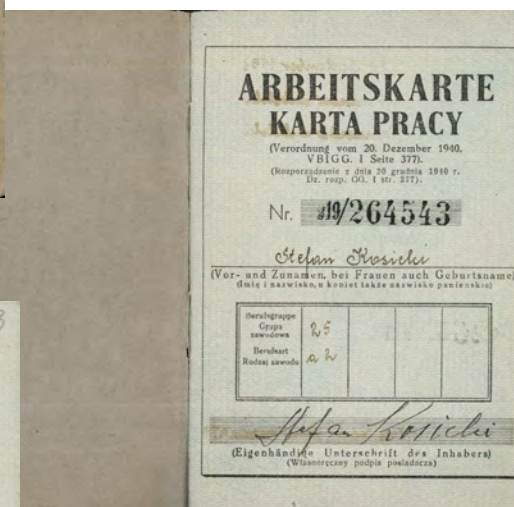 ARBEITSKARTE
KARTA PRACY
(Verordnung vom 20. Dezember 1940.
VBlGG. I Seite 377).
(Rozporządzenie z dnia 20 grudnia 1940 r.
Dz. rozp. GG. I str. 377).
Nr. 319/264543
Stefan Kosicki
(Vor- und Zunamen, bei Frauen auch Geburtsname)
(Imię i nazwisko, u kobiet także nazwisko panieńskie)
Berufsgruppe
Grupa
zawodowa
25
Berufsart
Rodzaj zawodu
a 2
Stefan Kosicki
(Eigenhändige Unterschrift des Inhabers)
(Własnoręczny podpis posiadacza)